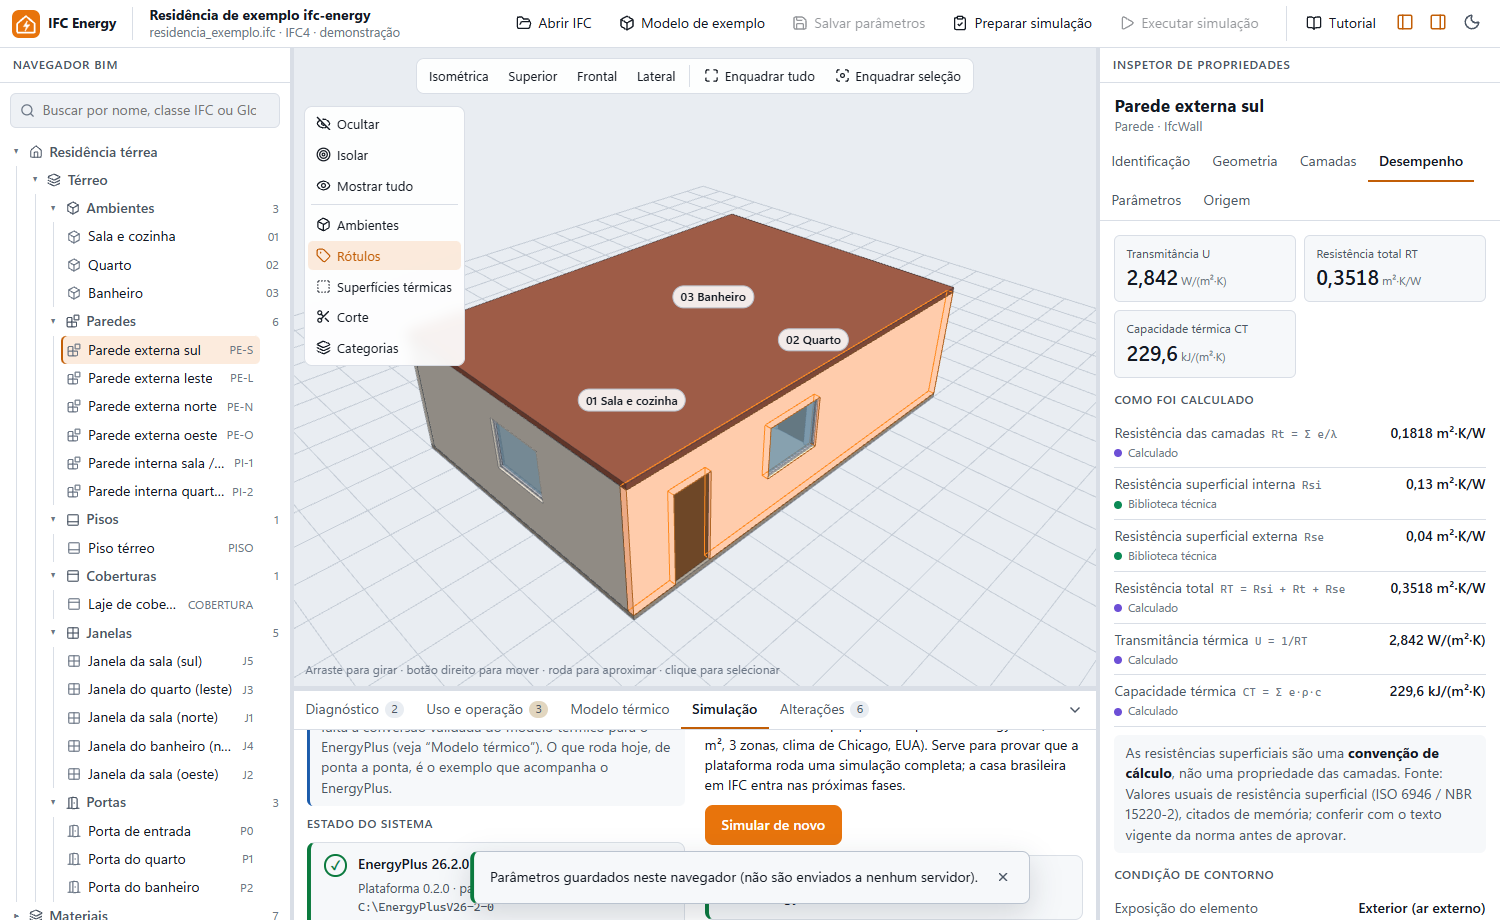 IFC Energy
Residência de exemplo ifc-energy
residencia_exemplo.ifc · IFC4 · demonstração
Abrir IFC
Modelo de exemplo
Salvar parâmetros
Preparar simulação
Executar simulação
Tutorial
NAVEGADOR BIM
Buscar por nome, classe IFC ou Glc
Residência térrea
Térreo
Ambientes 3
Sala e cozinha 01
Quarto 02
Banheiro 03
Paredes 6
Parede externa sul PE-S
Parede externa leste PE-L
Parede externa norte PE-N
Parede externa oeste PE-O
Parede interna sala /... PI-1
Parede interna quart... PI-2
Pisos 1
Piso térreo PISO
Coberturas 1
Laje de cobe... COBERTURA
Janelas 5
Janela da sala (sul) J5
Janela do quarto (leste) J3
Janela da sala (norte) J1
Janela do banheiro (n... J4
Janela da sala (oeste) J2
Portas 3
Porta de entrada P0
Porta do quarto P1
Porta do banheiro P2
Materiais 7
Isométrica
Superior
Frontal
Lateral
Enquadrar tudo
Enquadrar seleção
Ocultar
Isolar
Mostrar tudo
Ambientes
Rótulos
Superfícies térmicas
Corte
Categorias
03 Banheiro
02 Quarto
01 Sala e cozinha
Arraste para girar · botão direito para mover · roda para aproximar · clique para selecionar
Diagnóstico 2
Uso e operação 3
Modelo térmico
Simulação
Alterações 6
EnergyPlus (veja “Modelo térmico”). O que roda hoje, de
ponta a ponta, é o exemplo que acompanha o
EnergyPlus.
ESTADO DO SISTEMA
EnergyPlus 26.2.0
Plataforma 0.2.0 · pa
C:\EnergyPlusV26-2-0
m², 3 zonas, clima de Chicago, EUA). Serve para provar que a
plataforma roda uma simulação completa; a casa brasileira
em IFC entra nas próximas fases.
Simular de novo
Parâmetros guardados neste navegador (não são enviados a nenhum servidor).
INSPETOR DE PROPRIEDADES
Parede externa sul
Parede · IfcWall
Identificação
Geometria
Camadas
Desempenho
Parâmetros
Origem
Transmitância U
2,842 W/(m²·K)
Resistência total RT
0,3518 m²·K/W
Capacidade térmica CT
229,6 kJ/(m²·K)
COMO FOI CALCULADO
Resistência das camadas Rt = Σ e/λ 0,1818 m²·K/W
Calculado
Resistência superficial interna Rsi 0,13 m²·K/W
Biblioteca técnica
Resistência superficial externa Rse 0,04 m²·K/W
Biblioteca técnica
Resistência total RT = Rsi + Rt + Rse 0,3518 m²·K/W
Calculado
Transmitância térmica U = 1/RT 2,842 W/(m²·K)
Calculado
Capacidade térmica CT = Σ e·ρ·c 229,6 kJ/(m²·K)
Calculado
As resistências superficiais são uma convenção de
cálculo, não uma propriedade das camadas. Fonte:
Valores usuais de resistência superficial (ISO 6946 / NBR
15220-2), citados de memória; conferir com o texto
vigente da norma antes de aprovar.
CONDIÇÃO DE CONTORNO
Exposição do elemento Exterior (ar externo)